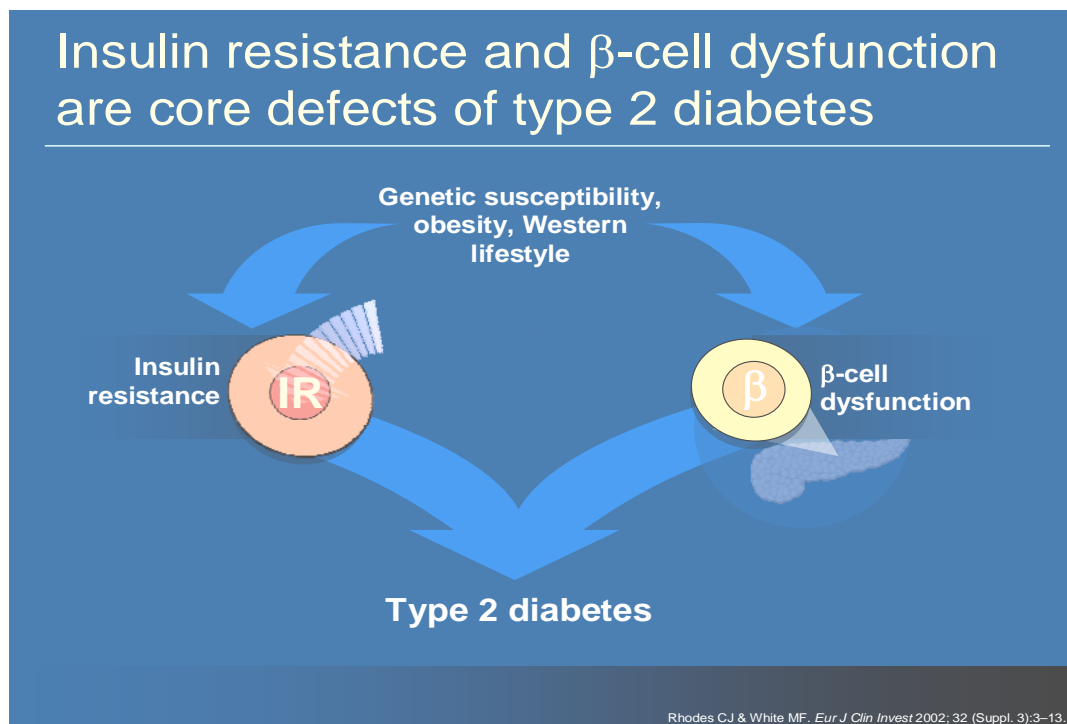 Insulin resistance and β-cell dysfunction
are core defects of type 2 diabetes
Genetic susceptibility,
obesity, Western
lifestyle
Insulin
resistance
IR
β
β-cell
dysfunction
Type 2 diabetes
Rhodes CJ & White MF. Eur J Clin Invest 2002; 32 (Suppl. 3):3–13.